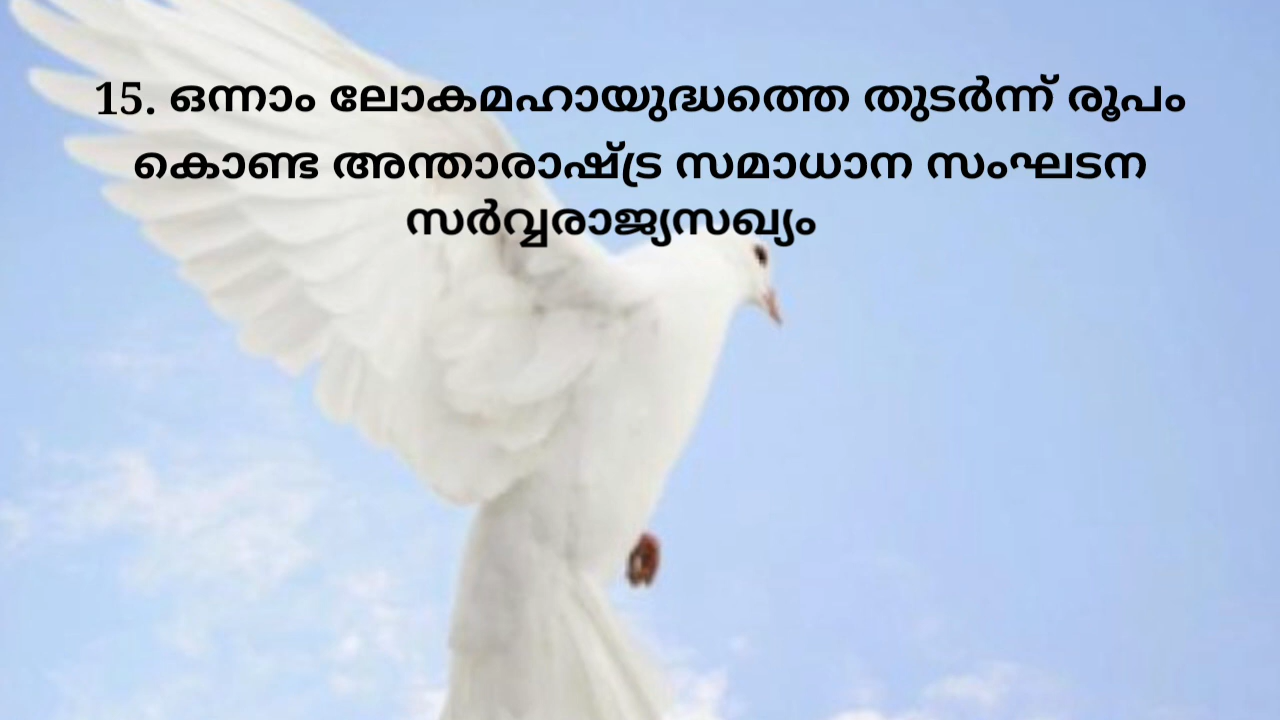 15. ഒന്നാം ലോകമഹായുദ്ധത്തെ തുടർന്ന് രൂപം
കൊണ്ട അന്താരാഷ്ട്ര സമാധാന സംഘടന
സർവ്വരാജ്യസഖ്യം